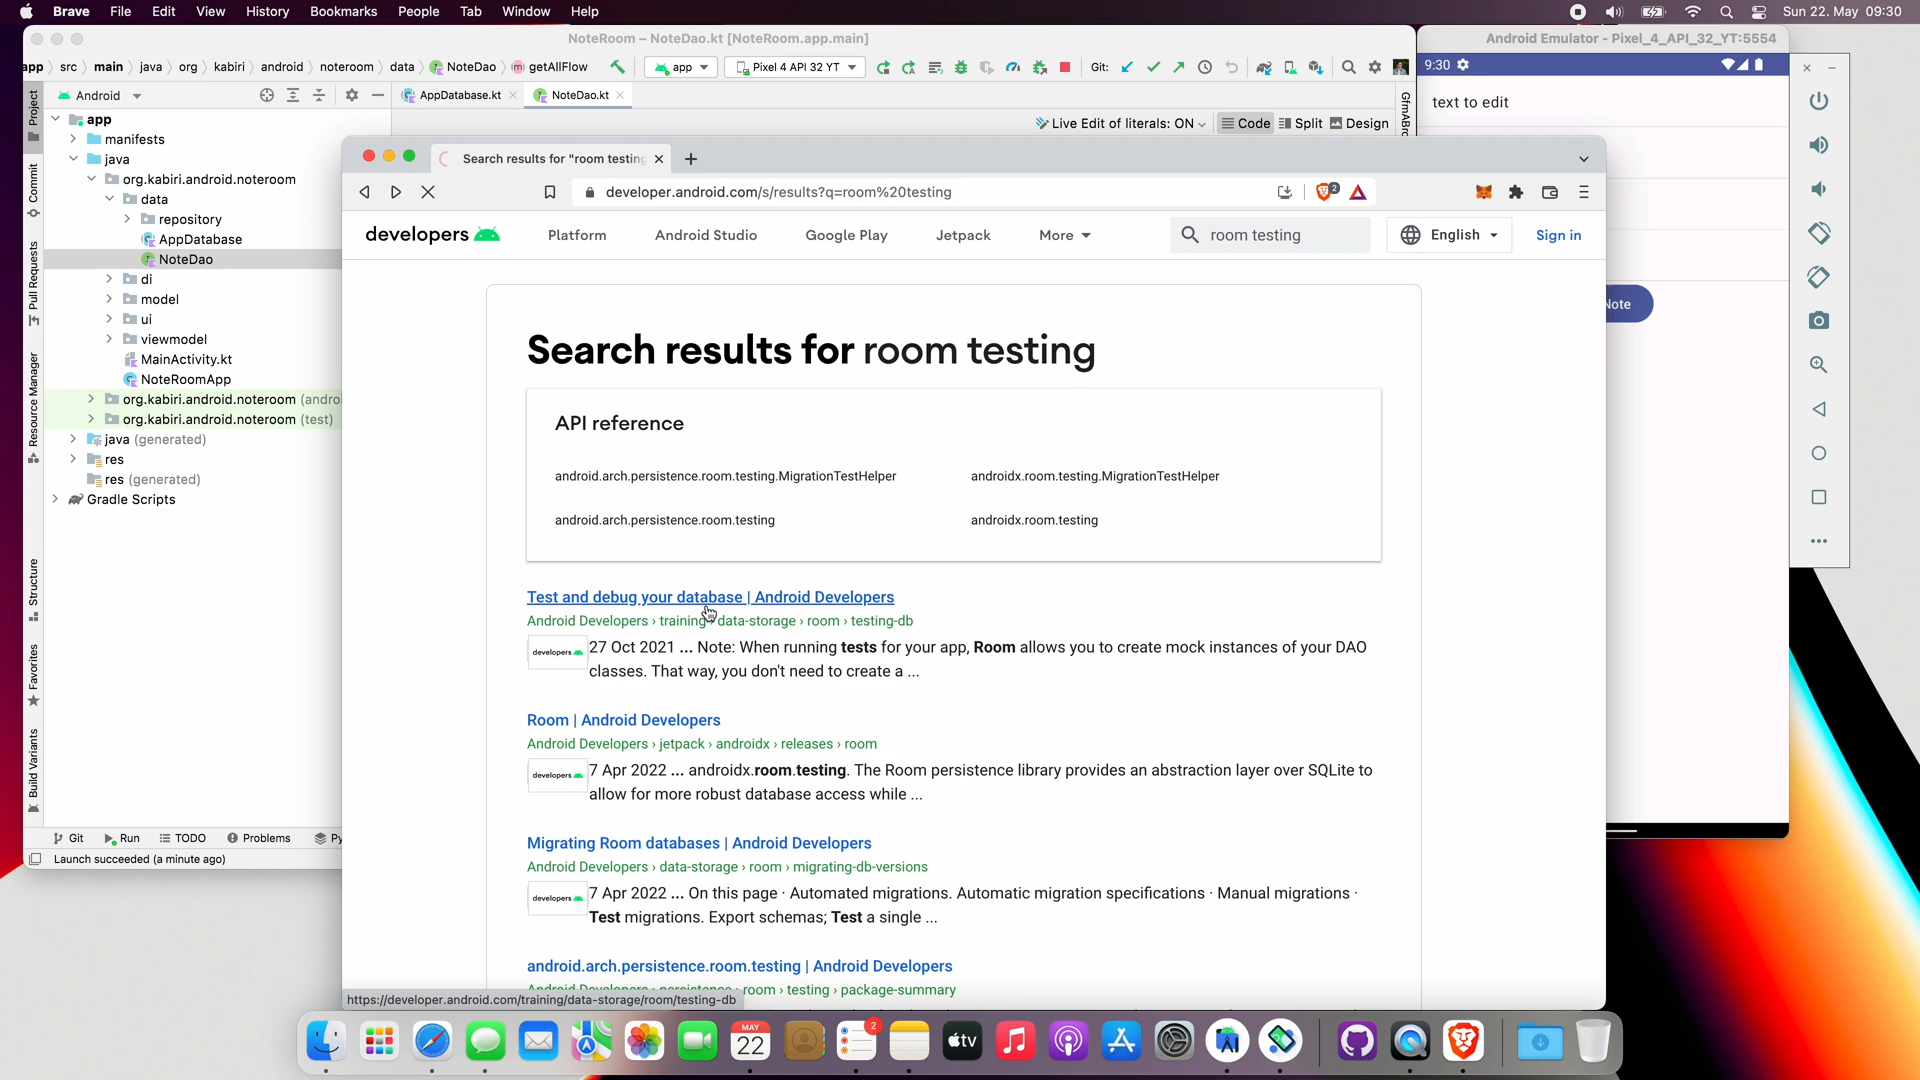 Brave File Edit View History Bookmarks People Tab Window Help
Sun 22. May 09:30
NoteRoom – NoteDao.kt [NoteRoom.app.main]
Android Emulator - Pixel_4_API_32_YT:5554
app src main java org kabiri android noteroom data NoteDao getAllFlow
app
Pixel 4 API 32 YT
Git:
9:30
Android
AppDatabase.kt
NoteDao.kt
text to edit
Live Edit of literals: ON
Code
Split
Design
Project
Commit
Pull Requests
Resource Manager
Structure
Favorites
Build Variants
app
manifests
java
org.kabiri.android.noteroom
data
repository
AppDatabase
NoteDao
di
model
ui
viewmodel
MainActivity.kt
NoteRoomApp
org.kabiri.android.noteroom (andro
org.kabiri.android.noteroom (test)
java (generated)
res
res (generated)
Gradle Scripts
Git
Run
TODO
Problems
Py
Launch succeeded (a minute ago)
Search results for "room testing
developer.android.com/s/results?q=room%20testing
2
developers
Platform
Android Studio
Google Play
Jetpack
More
room testing
English
Sign in
Note
Search results for room testing
API reference
android.arch.persistence.room.testing.MigrationTestHelper
androidx.room.testing.MigrationTestHelper
android.arch.persistence.room.testing
androidx.room.testing
Test and debug your database | Android Developers
Android Developers › training › data-storage › room › testing-db
developers
27 Oct 2021 ... Note: When running tests for your app, Room allows you to create mock instances of your DAO
classes. That way, you don't need to create a ...
Room | Android Developers
Android Developers › jetpack › androidx › releases › room
developers
7 Apr 2022 ... androidx.room.testing. The Room persistence library provides an abstraction layer over SQLite to
allow for more robust database access while ...
Migrating Room databases | Android Developers
Android Developers › data-storage › room › migrating-db-versions
developers
7 Apr 2022 ... On this page · Automated migrations. Automatic migration specifications · Manual migrations ·
Test migrations. Export schemas; Test a single ...
android.arch.persistence.room.testing | Android Developers
Android Developers › persistence › room › testing › package-summary
https://developer.android.com/training/data-storage/room/testing-db
MAY
22
2
tv